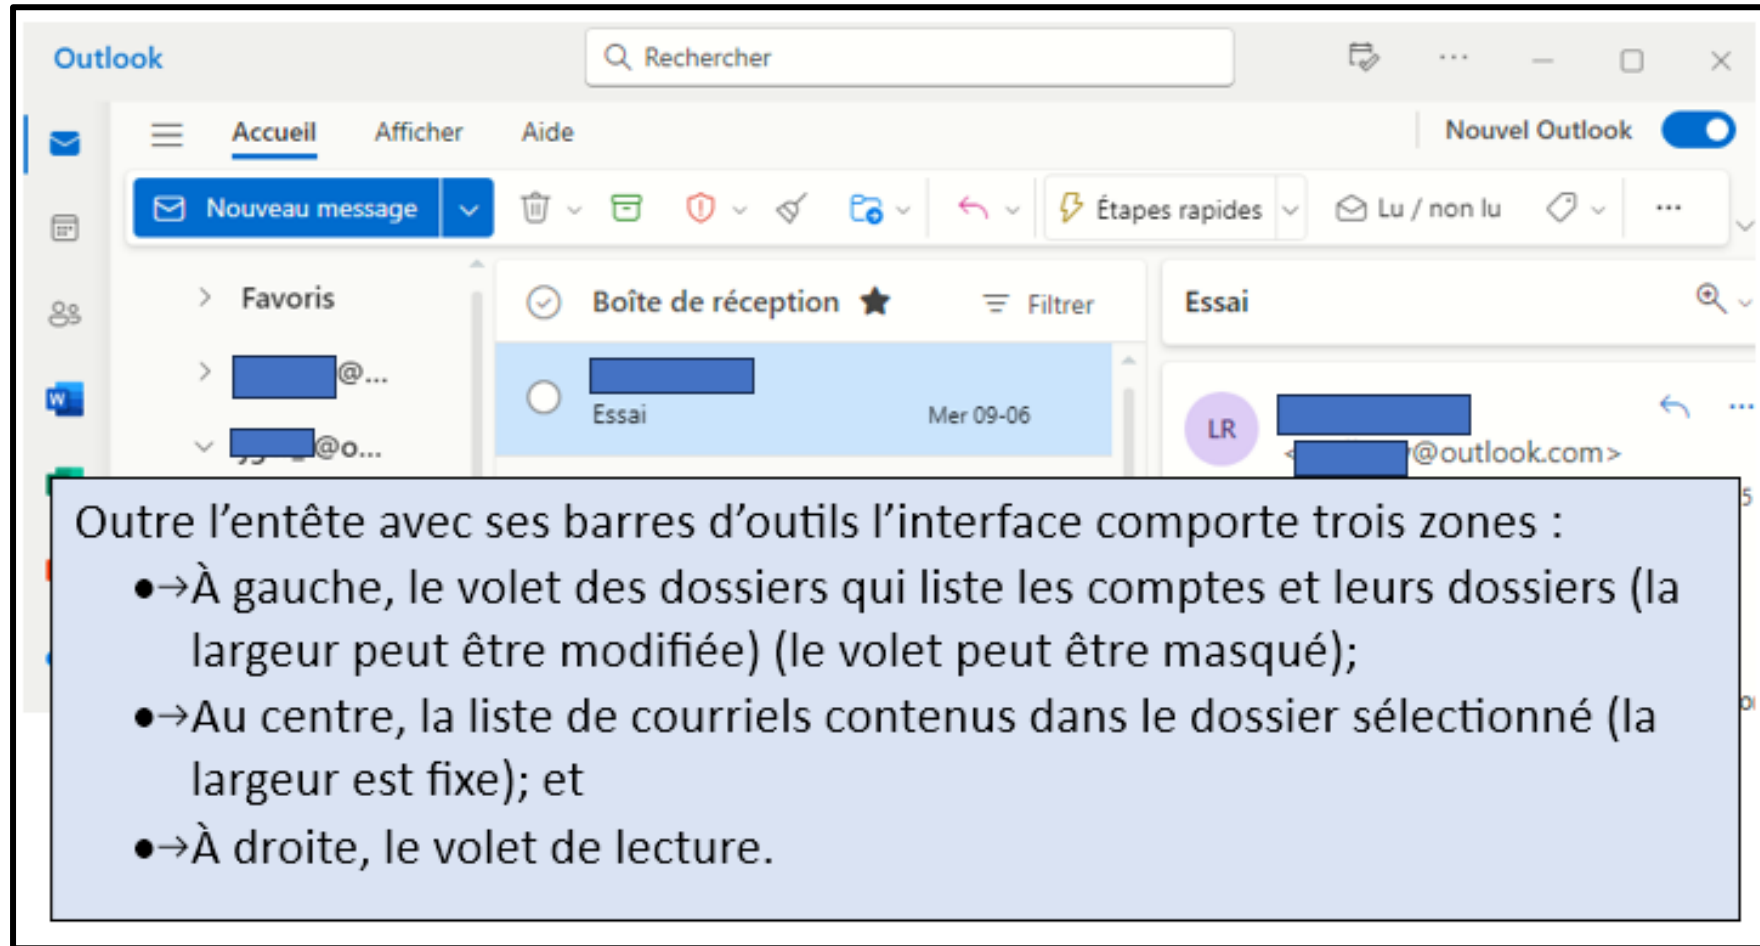 Outlook
Rechercher
Accueil Afficher Aide
Nouvel Outlook
Nouveau message
Étapes rapides
Lu / non lu
Favoris
Boîte de réception
Filtrer
Essai
@...
Essai
Mer 09-06
LR
@o...
@outlook.com>
Outre l’entête avec ses barres d’outils l’interface comporte trois zones :
●→À gauche, le volet des dossiers qui liste les comptes et leurs dossiers (la
largeur peut être modifiée) (le volet peut être masqué);
●→Au centre, la liste de courriels contenus dans le dossier sélectionné (la
largeur est fixe); et
●→À droite, le volet de lecture.